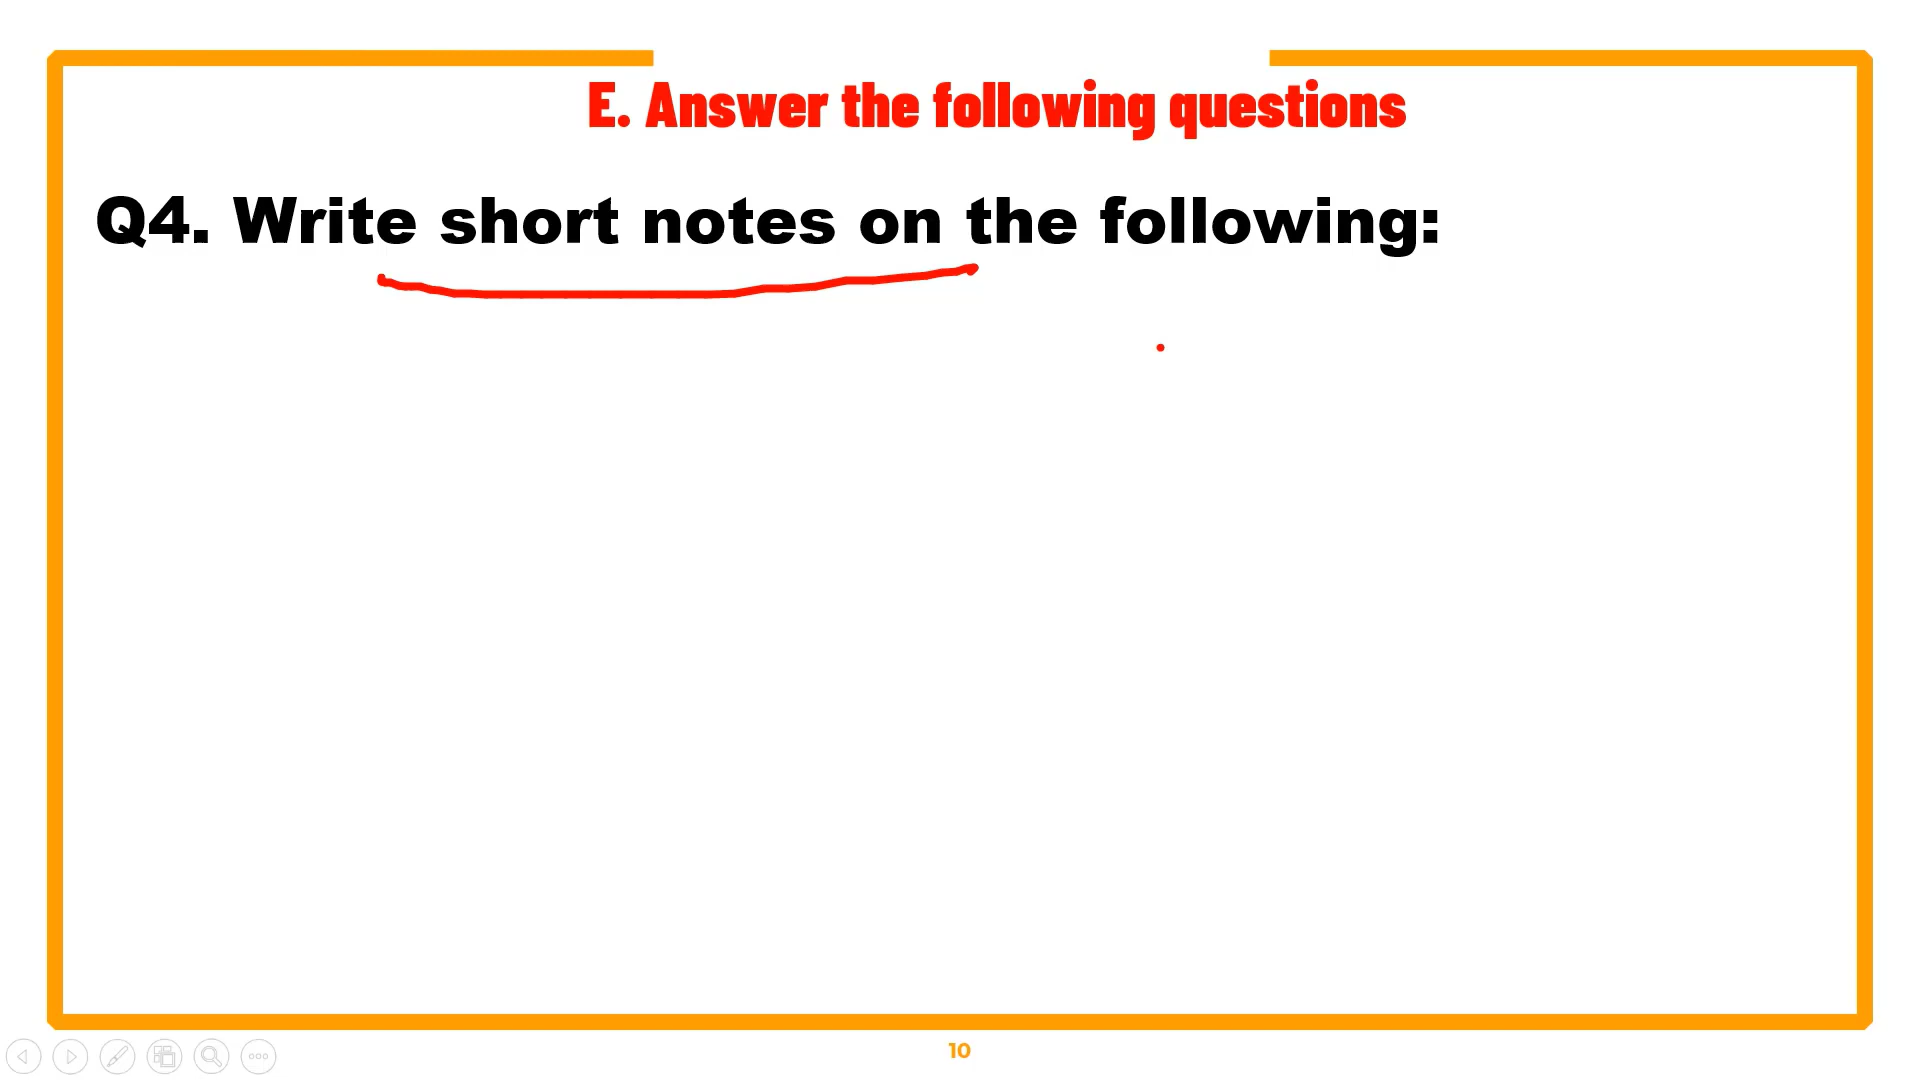 E. Answer the following questions
Q4. Write short notes on the following:
10